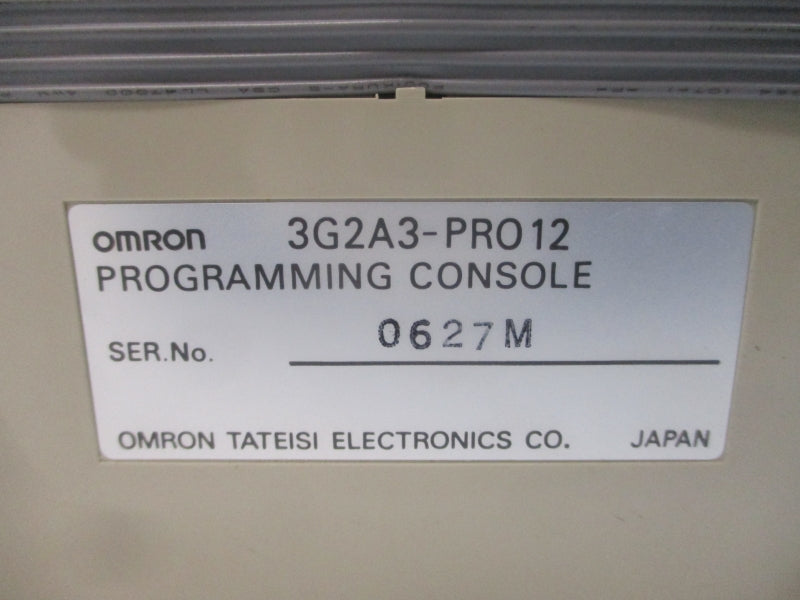 OMRON 3G2A3-PRO12
PROGRAMMING CONSOLE
SER.No. 0627M
OMRON TATEISI ELECTRONICS CO. JAPAN